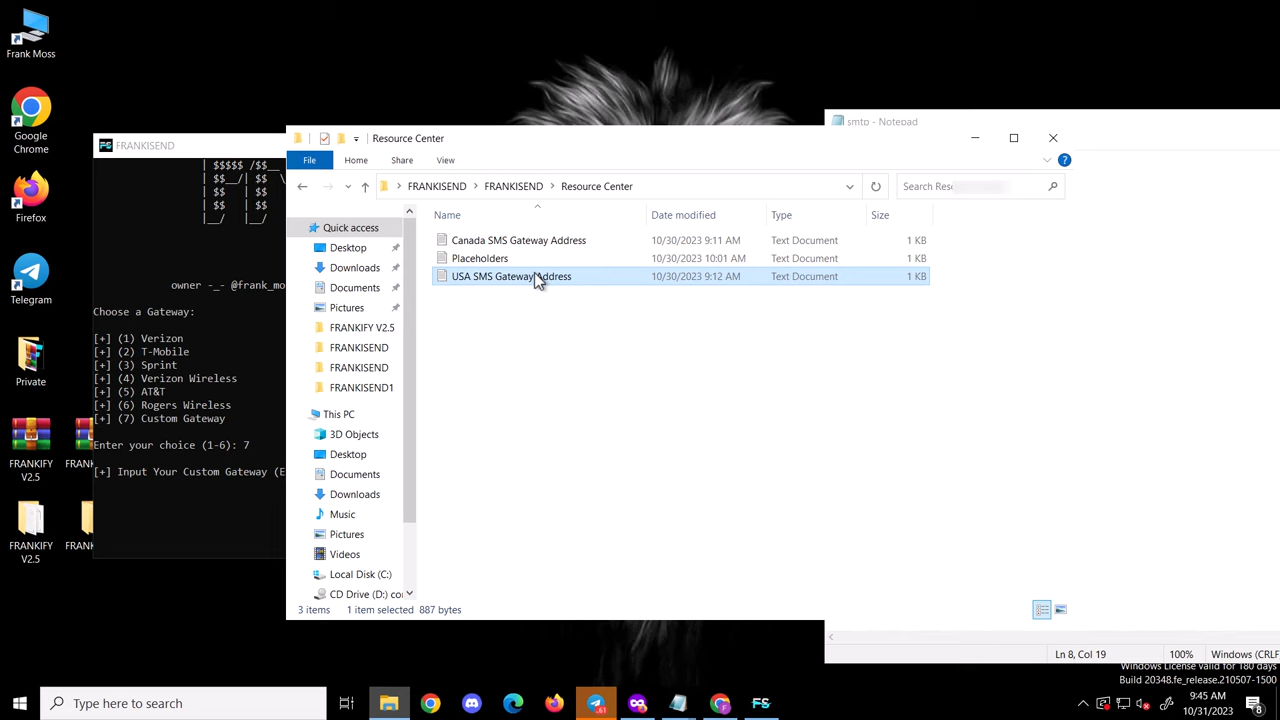 Frank Moss
Google
Chrome
Firefox
Telegram
Private
FRANKIFY
V2.5
FRANKIFY
V2.5
FRANKISEND
owner -_- @frank_mo
Choose a Gateway:
[+] (1) Verizon
[+] (2) T-Mobile
[+] (3) Sprint
[+] (4) Verizon Wireless
[+] (5) AT&T
[+] (6) Rogers Wireless
[+] (7) Custom Gateway
Enter your choice (1-6): 7
[+] Input Your Custom Gateway (E
smtp - Notepad
Resource Center
File Home Share View
FRANKISEND > FRANKISEND > Resource Center
Search Res
Name Date modified Type Size
Canada SMS Gateway Address 10/30/2023 9:11 AM Text Document 1 KB
Placeholders 10/30/2023 10:01 AM Text Document 1 KB
USA SMS Gateway Address 10/30/2023 9:12 AM Text Document 1 KB
Quick access
Desktop
Downloads
Documents
Pictures
FRANKIFY V2.5
FRANKISEND
FRANKISEND
FRANKISEND1
This PC
3D Objects
Desktop
Documents
Downloads
Music
Pictures
Videos
Local Disk (C:)
CD Drive (D:) co
3 items 1 item selected 887 bytes
Ln 8, Col 19 100% Windows (CRLF
Windows License valid for 180 days
Build 20348.fe_release.210507-1500
Type here to search
9:45 AM
10/31/2023